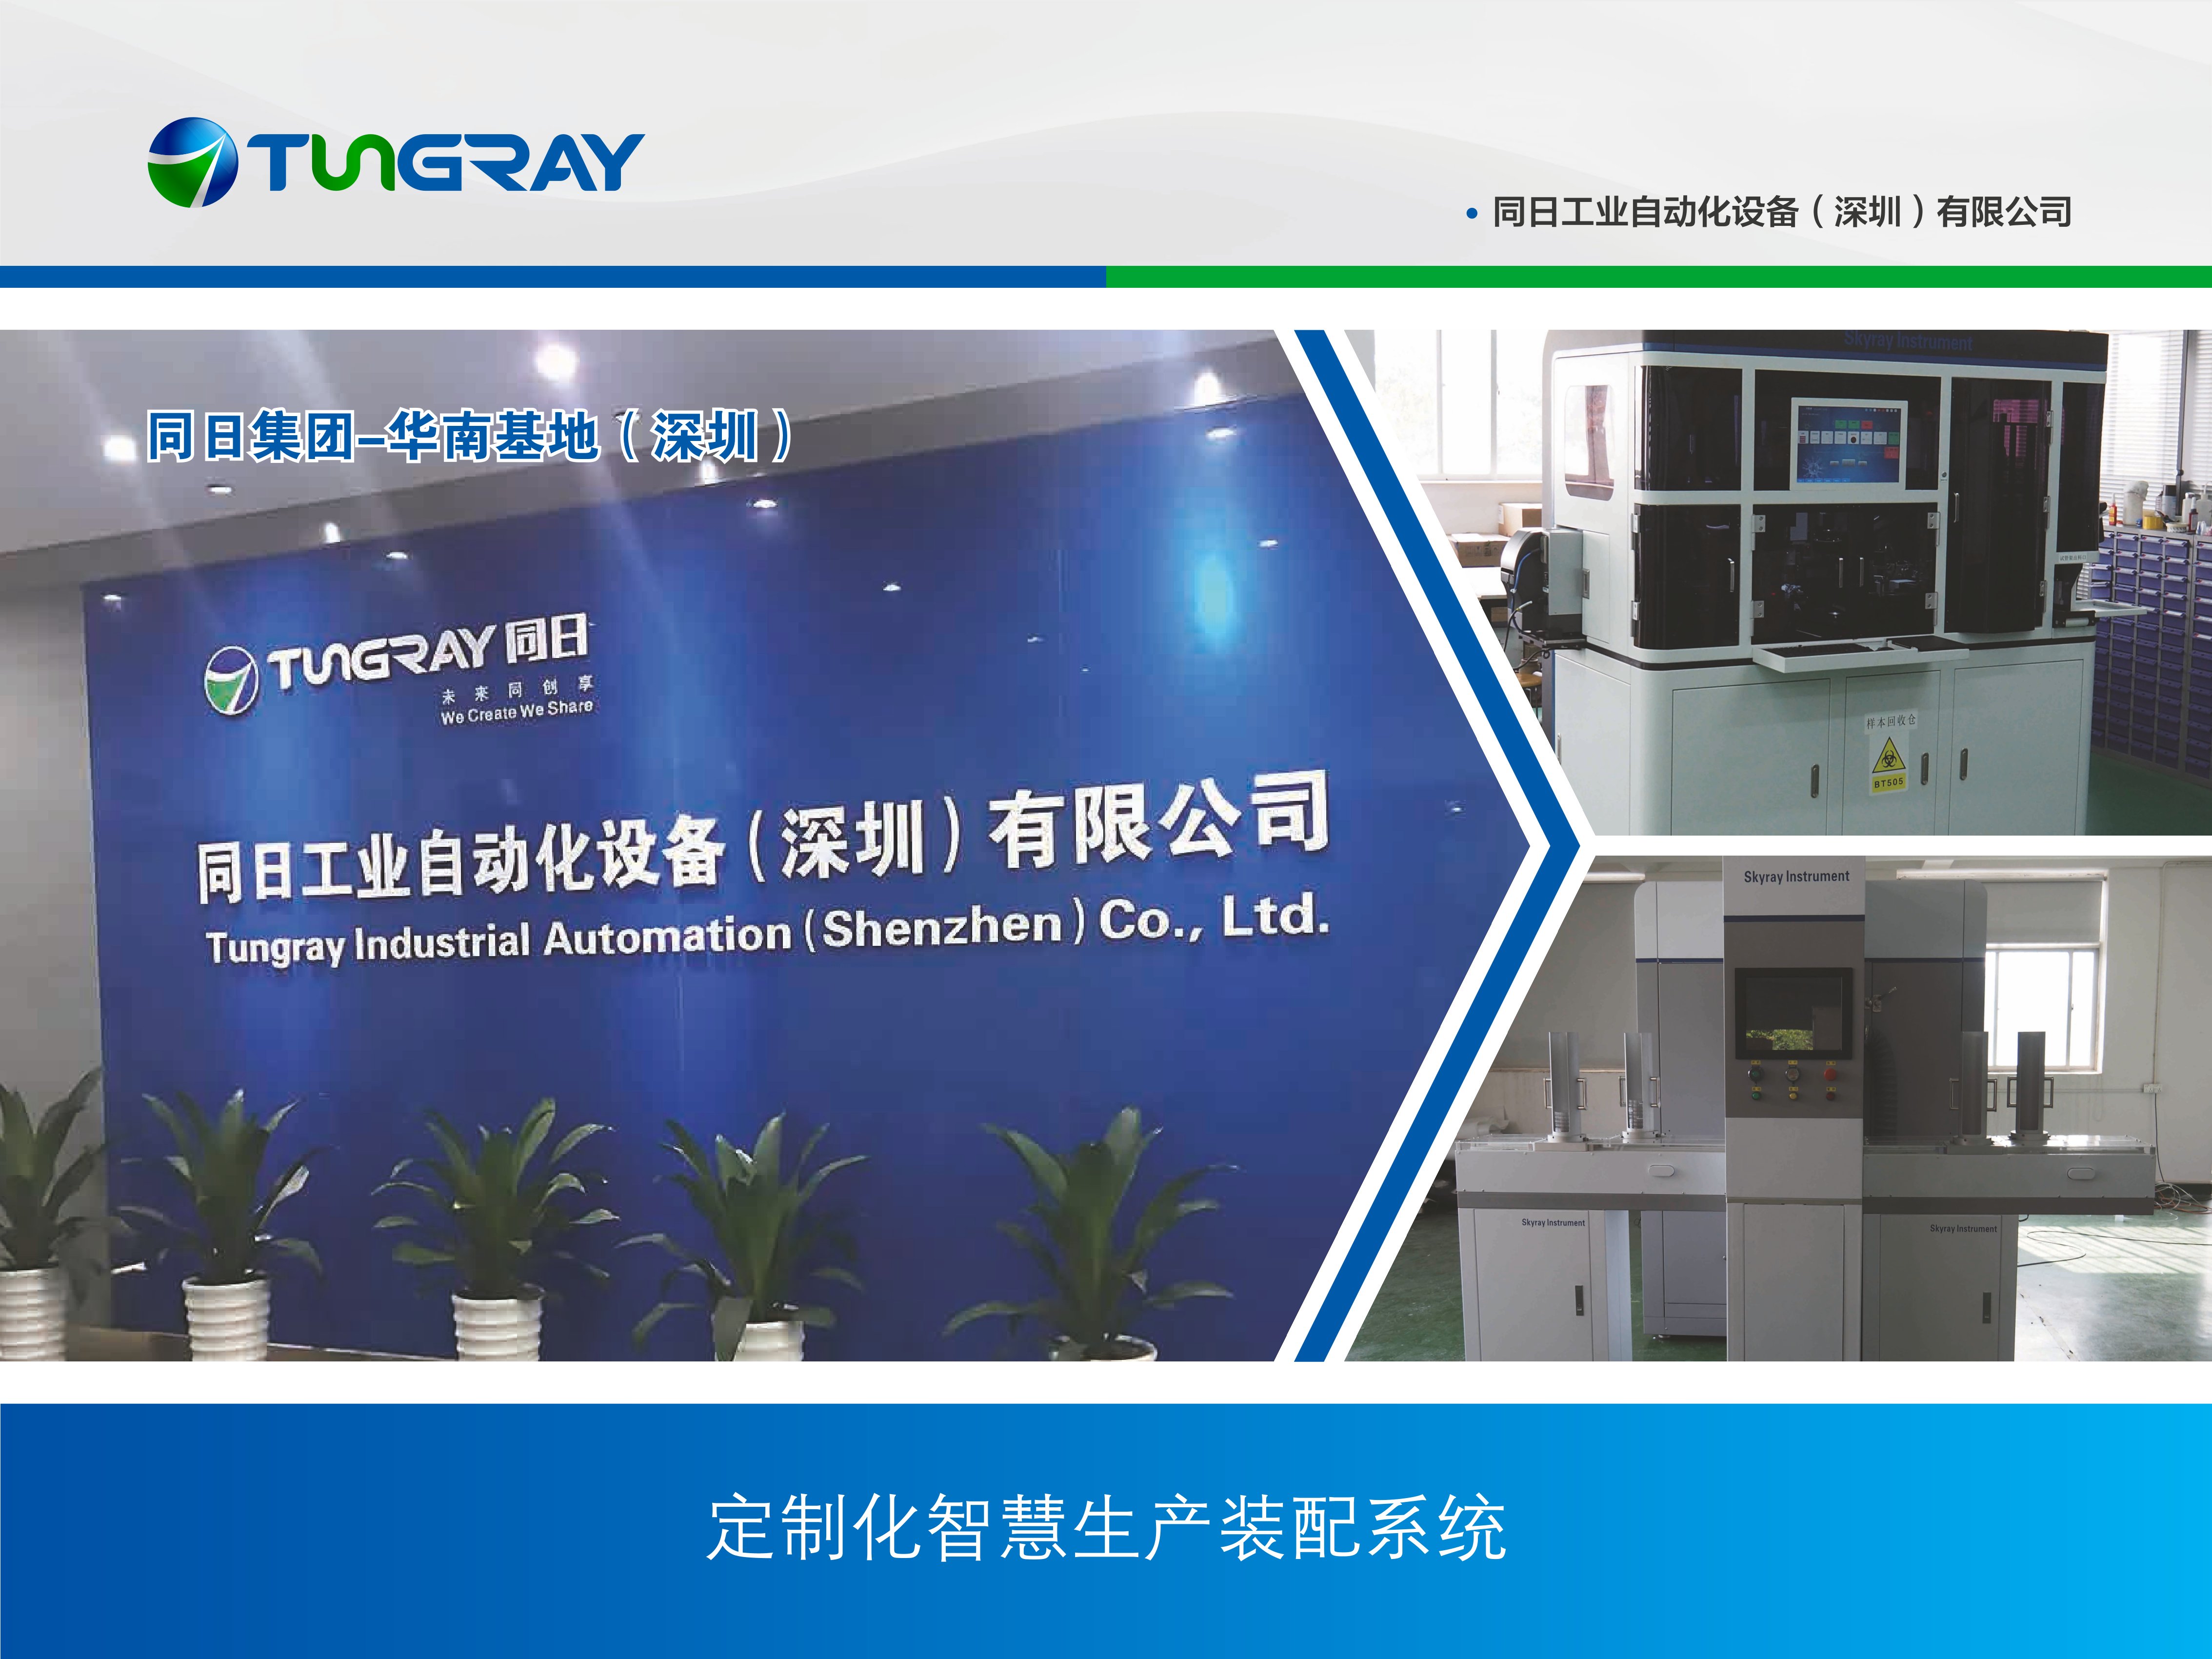 TUNGRAY
• 同日工业自动化设备（深圳）有限公司
同日集团-华南基地（深圳）
TUNGRAY 同日
未来同创享
We Create We Share
同日工业自动化设备（深圳）有限公司
Tungray Industrial Automation (Shenzhen) Co., Ltd.
Skyray Instrument
样本回收仓
BT505
Skyray Instrument
Skyray Instrument
Skyray Instrument
定制化智慧生产装配系统